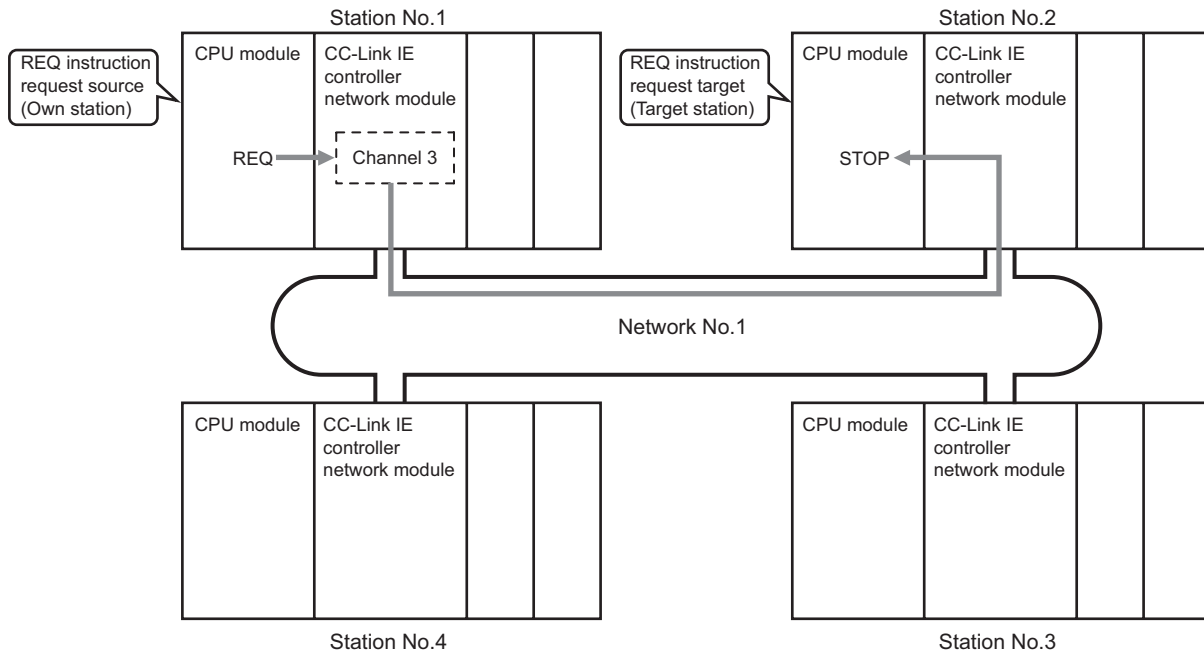 Station No.1
Station No.2
REQ instruction
request source
(Own station)
CPU module
CC-Link IE
controller
network module
REQ
Channel 3
REQ instruction
request target
(Target station)
CPU module
CC-Link IE
controller
network module
STOP
Network No.1
CPU module
CC-Link IE
controller
network module
CPU module
CC-Link IE
controller
network module
Station No.4
Station No.3